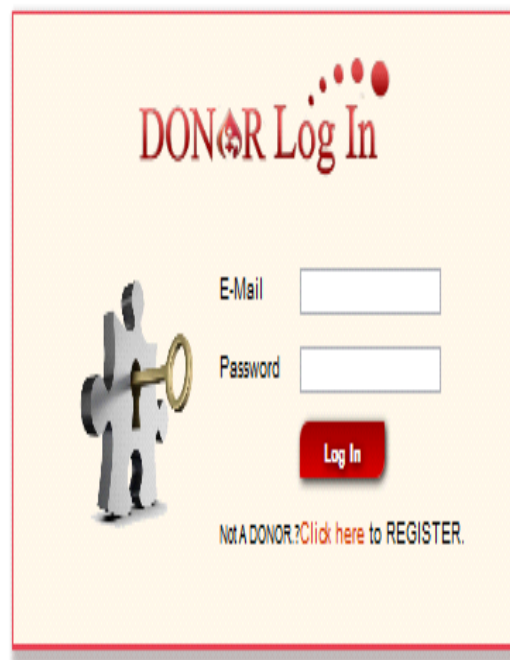 DONOR Log In
E-Mail
Password
Log In
Not A DONOR.?Click here to REGISTER.